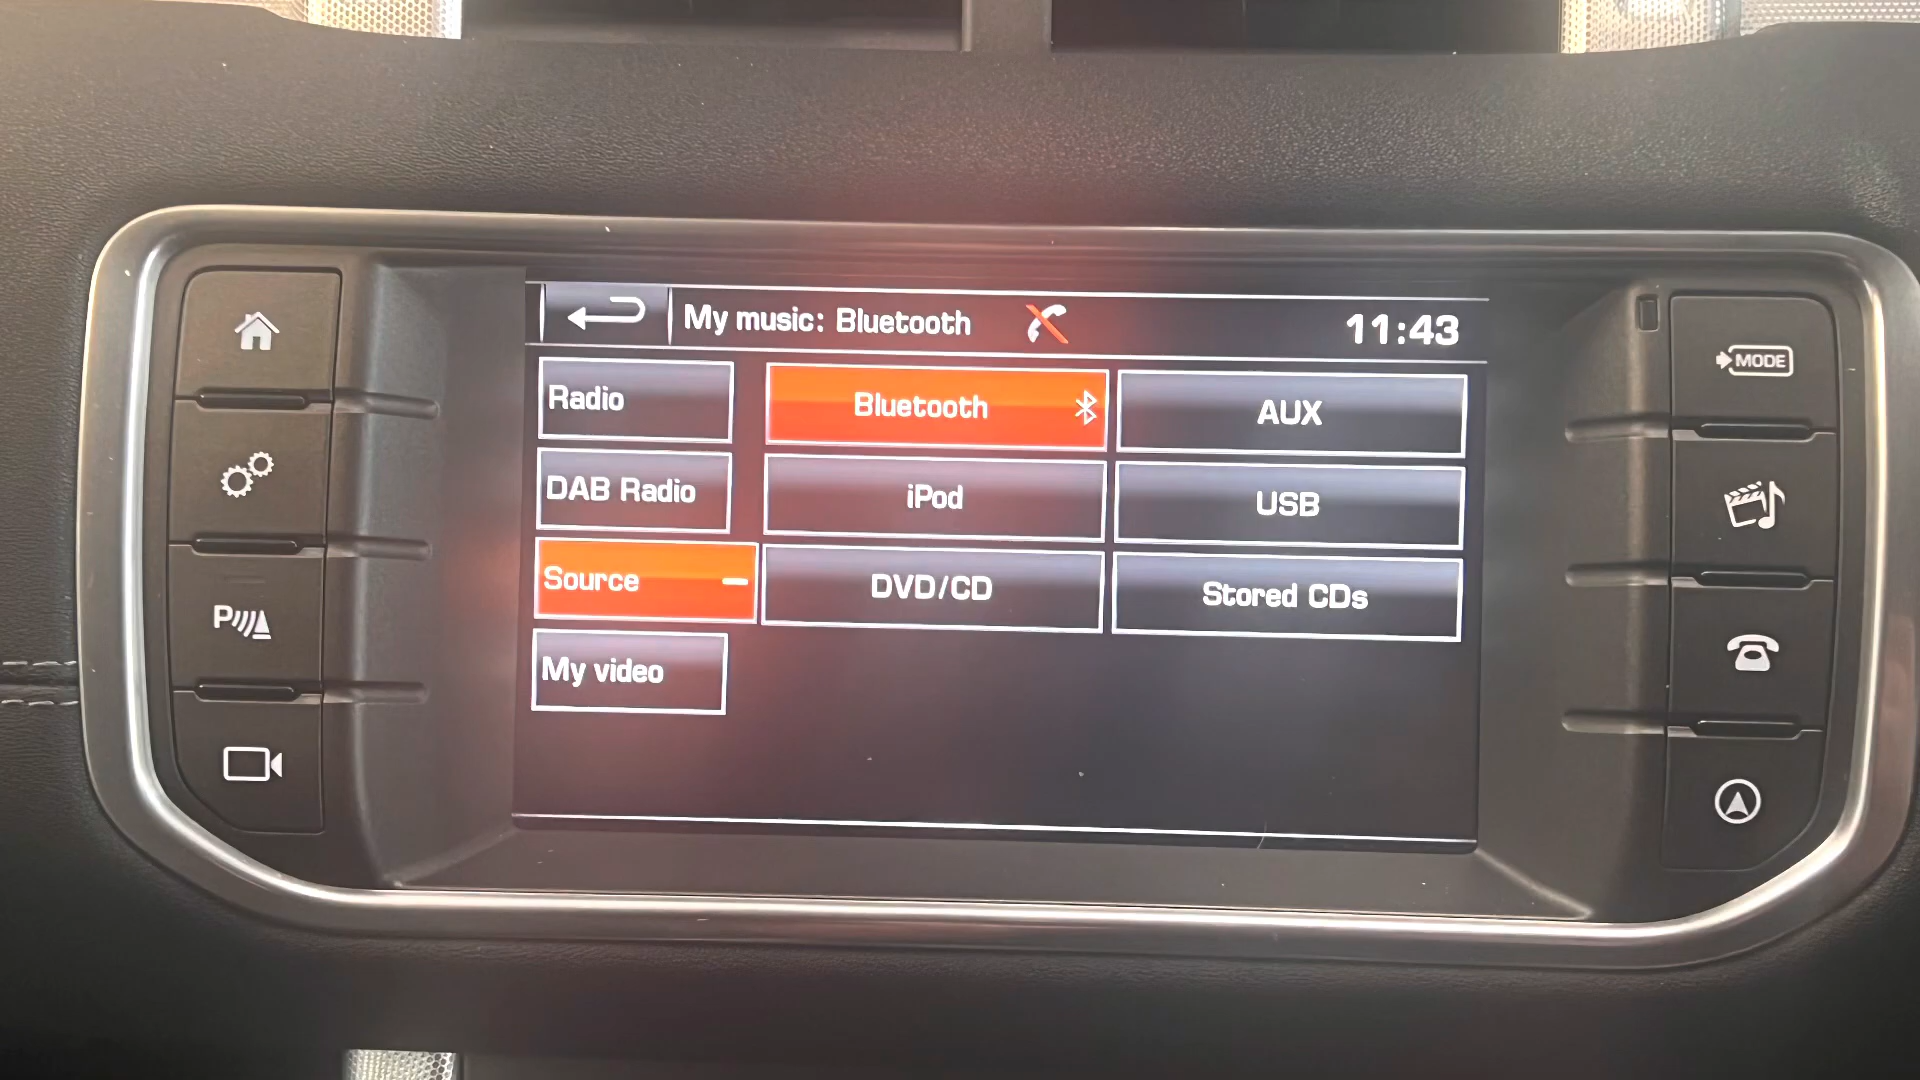 My music: Bluetooth
11:43
Radio
Bluetooth
AUX
DAB Radio
iPod
USB
Source
DVD/CD
Stored CDs
My video
MODE
P